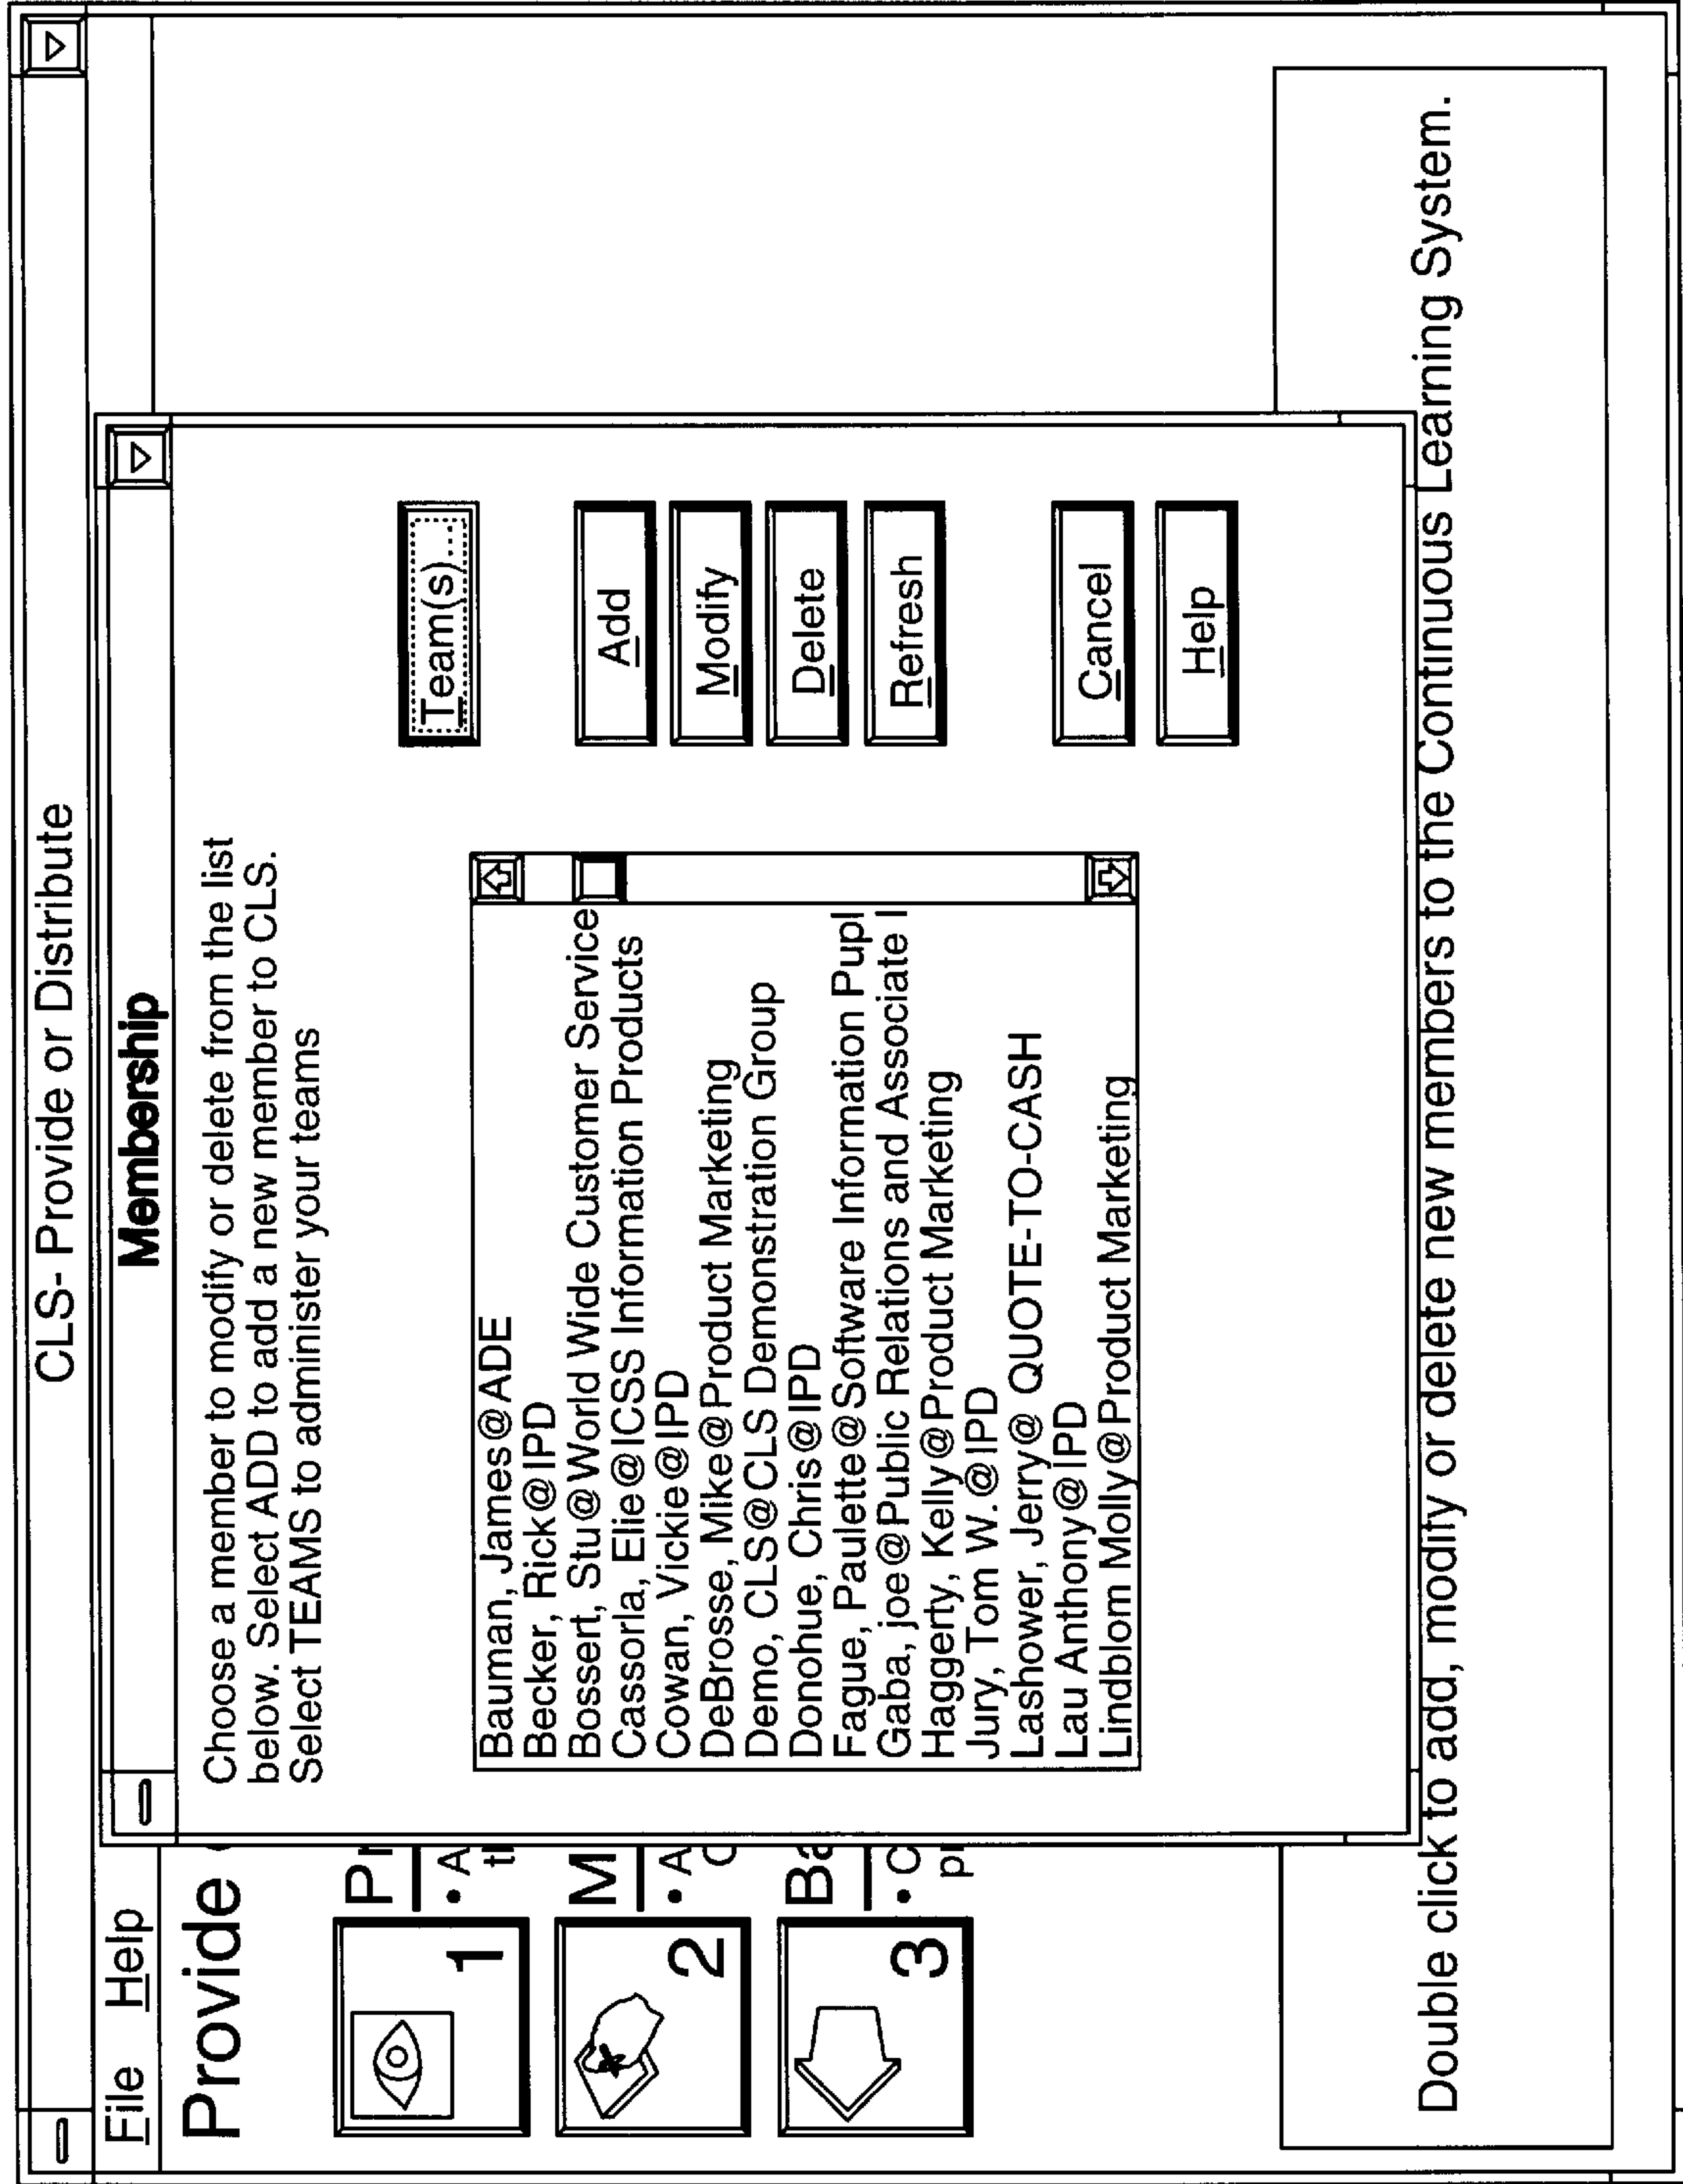 CLS- Provide or Distribute
File Help
Provide
Membership
Choose a member to modify or delete from the list
below. Select ADD to add a new member to CLS.
Select TEAMS to administer your teams
Team(s)...
Bauman, James@ADE
Becker, Rick@IPD
Bossert, Stu@World Wide Customer Service
Cassorla, Elie@ICSS Information Products
Cowan, Vickie@IPD
DeBrosse, Mike@Product Marketing
Demo, CLS@CLS Demonstration Group
Donohue, Chris@IPD
Fague, Paulette@Software Information Pupl
Gaba, joe@Public Relations and Associate I
Haggerty, Kelly@Product Marketing
Jury, Tom W.@IPD
Lashower, Jerry@ QUOTE-TO-CASH
Lau Anthony@IPD
Lindblom Molly@Product Marketing
Add
Modify
Delete
Refresh
Cancel
Help
1
Pr
• A
2
M
• A
3
Ba
• C
Double click to add, modify or delete new members to the Continuous Learning System.